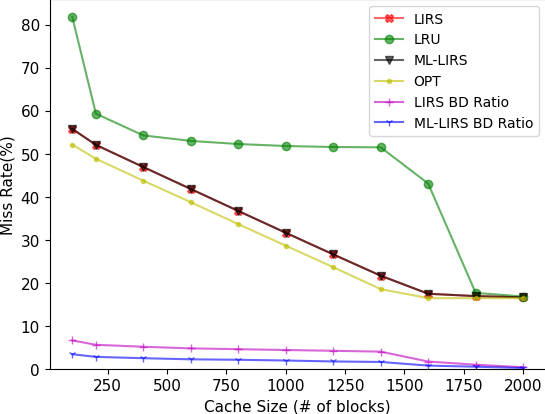 LIRS
LRU
ML-LIRS
OPT
LIRS BD Ratio
ML-LIRS BD Ratio
Miss Rate(%)
80
70
60
50
40
30
20
10
0
250 500 750 1000 1250 1500 1750 2000
Cache Size (# of blocks)